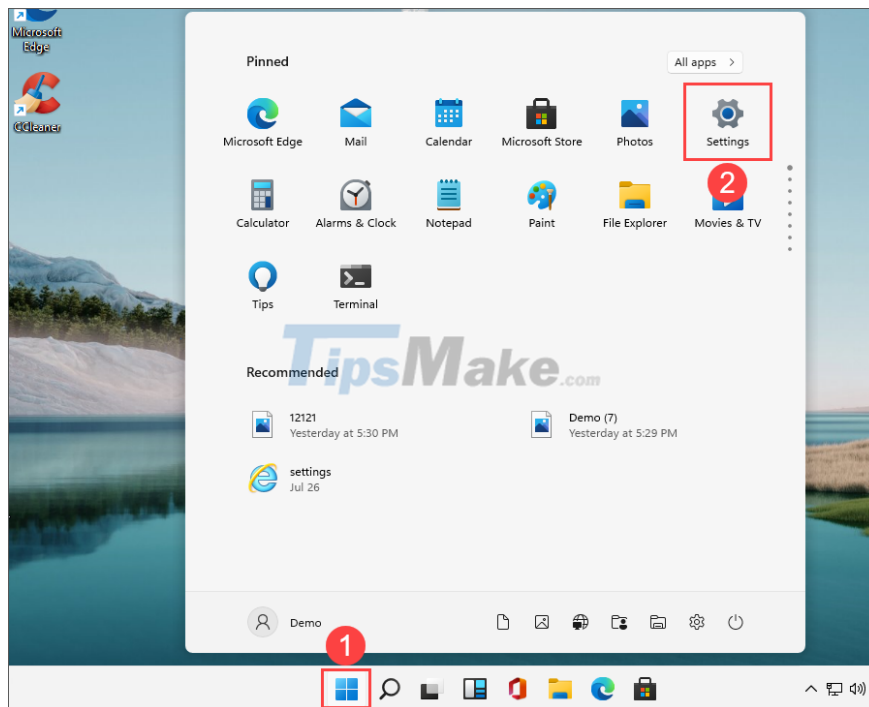 Microsoft
Edge
CCleaner
Pinned
All apps >
Microsoft Edge
Mail
Calendar
Microsoft Store
Photos
Settings
2
Calculator
Alarms & Clock
Notepad
Paint
File Explorer
Movies & TV
Tips
Terminal
TipsMake.com
Recommended
12121
Yesterday at 5:30 PM
Demo (7)
Yesterday at 5:29 PM
settings
Jul 26
Demo
1